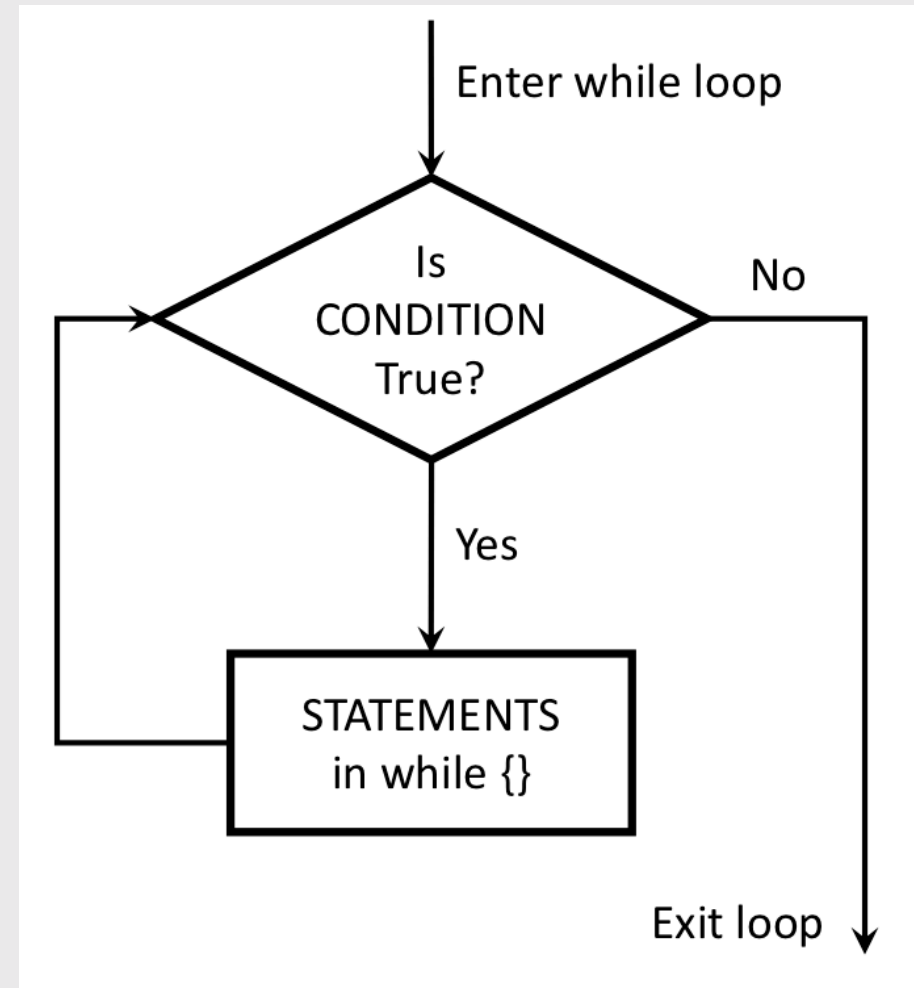 Enter while loop
Is
CONDITION
True?
No
Yes
STATEMENTS
in while {}
Exit loop